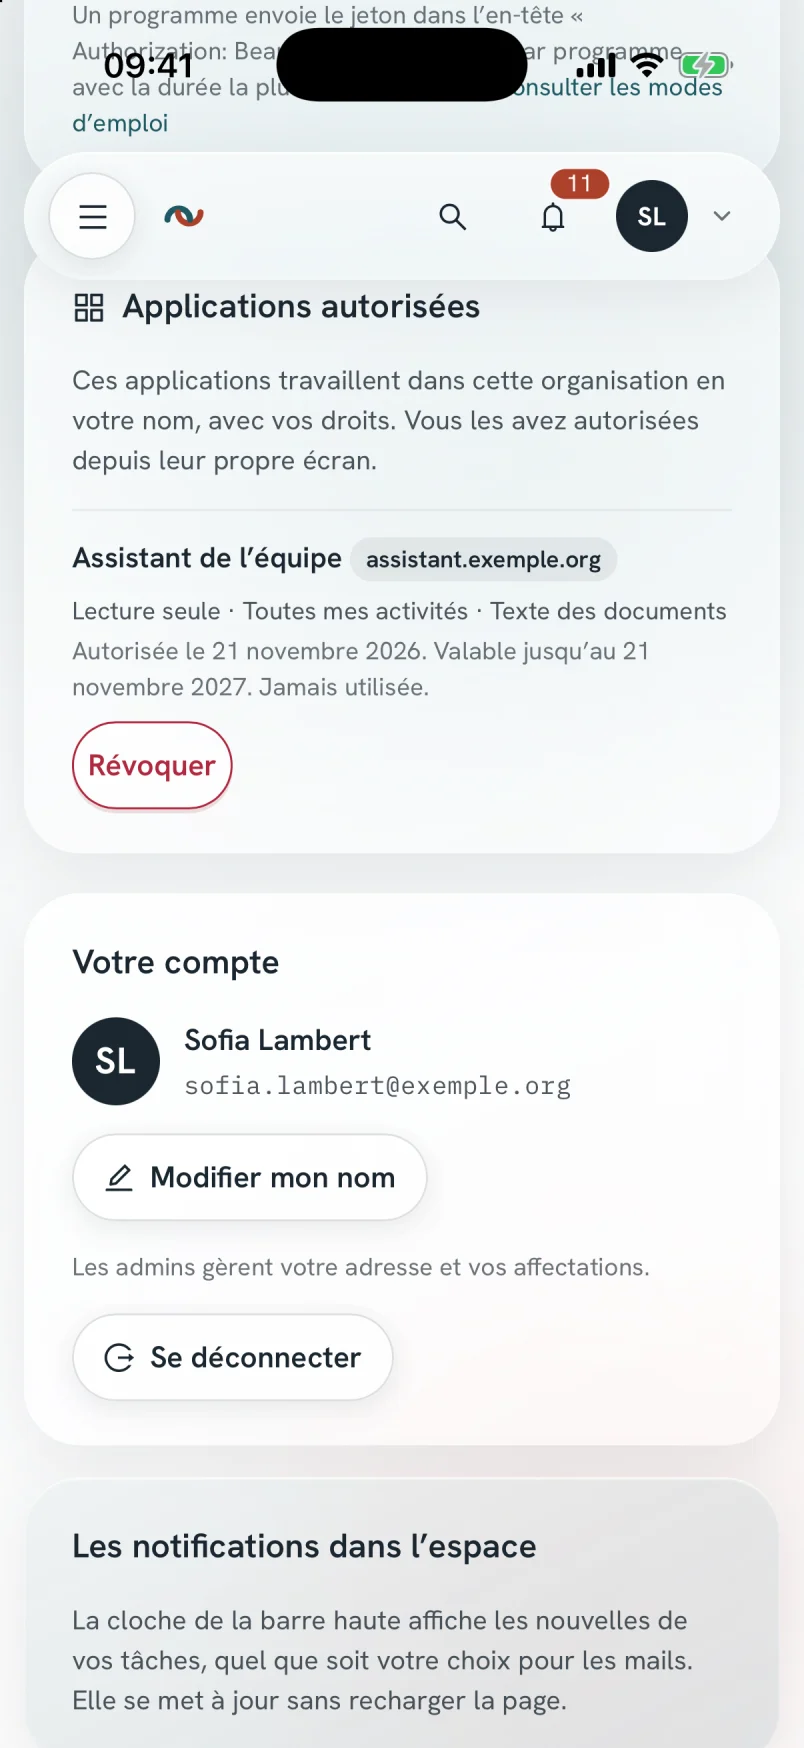 Un programme envoie le jeton dans l’en-tête «
Authorization: ar programme
09:41
avec la durée la onsulter les modes
d’emploi
11
SL
Applications autorisées
Ces applications travaillent dans cette organisation en
votre nom, avec vos droits. Vous les avez autorisées
depuis leur propre écran.
Assistant de l’équipe assistant.exemple.org
Lecture seule · Toutes mes activités · Texte des documents
Autorisée le 21 novembre 2026. Valable jusqu’au 21
novembre 2027. Jamais utilisée.
Révoquer
Votre compte
SL
Sofia Lambert
sofia.lambert@exemple.org
Modifier mon nom
Les admins gèrent votre adresse et vos affectations.
Se déconnecter
Les notifications dans l’espace
La cloche de la barre haute affiche les nouvelles de
vos tâches, quel que soit votre choix pour les mails.
Elle se met à jour sans recharger la page.